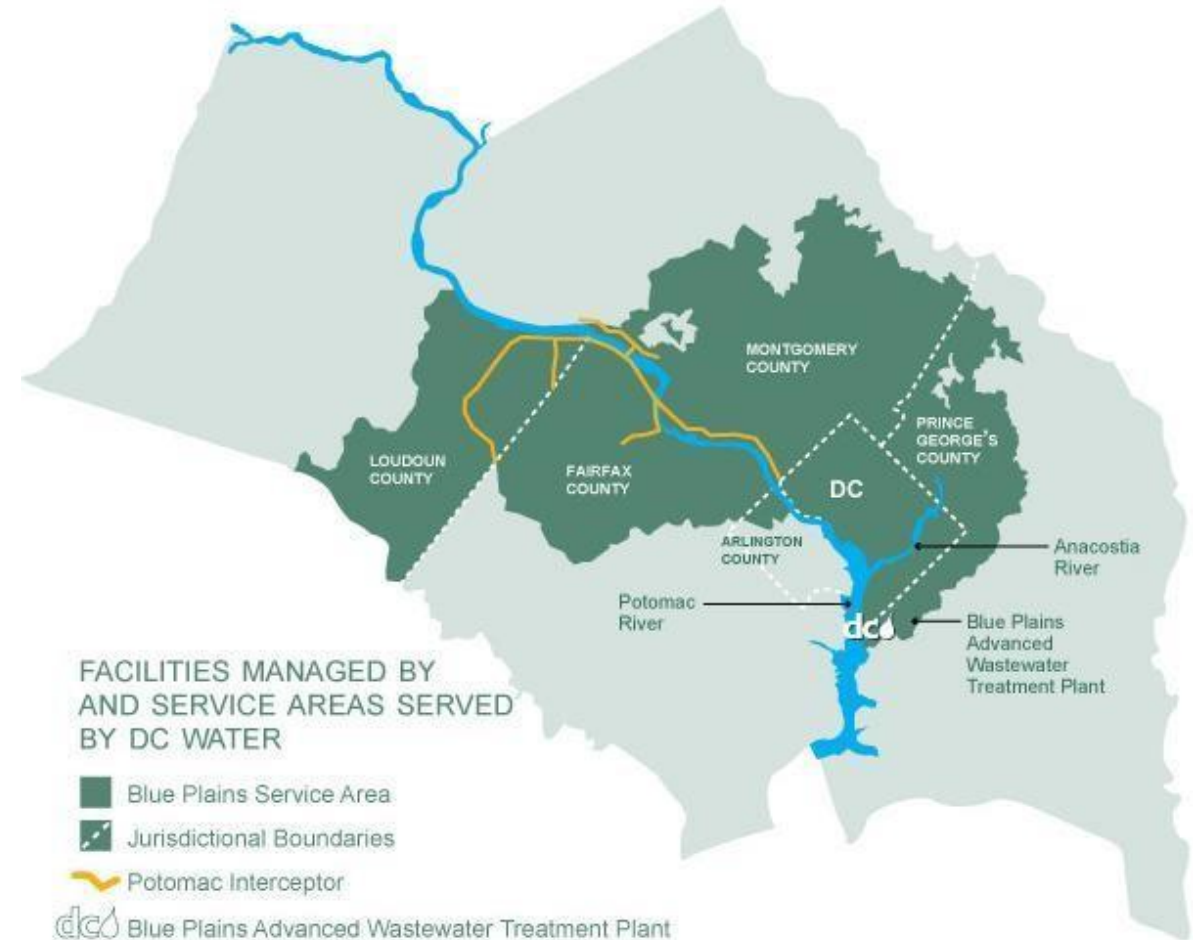 MONTGOMERY
COUNTY
PRINCE
GEORGE'S
COUNTY
LOUDOUN
COUNTY
FAIRFAX
COUNTY
DC
ARLINGTON
COUNTY
Anacostia
River
Potomac
River
dc
Blue Plains
Advanced
Wastewater
Treatment Plant
FACILITIES MANAGED BY
AND SERVICE AREAS SERVED
BY DC WATER
Blue Plains Service Area
Jurisdictional Boundaries
Potomac Interceptor
dc Blue Plains Advanced Wastewater Treatment Plant